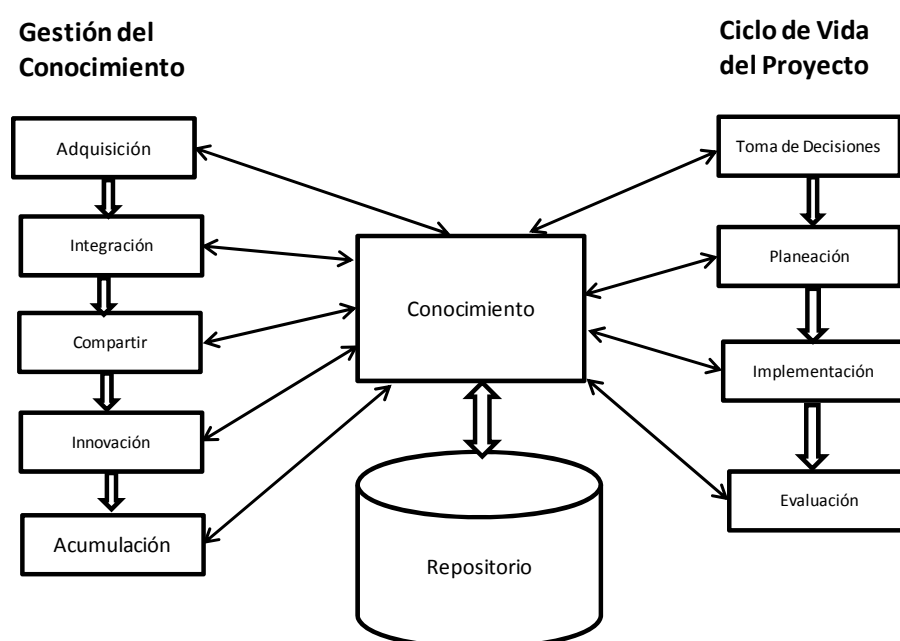 Gestión del
Conocimiento
Ciclo de Vida
del Proyecto
Adquisición
Integración
Compartir
Innovación
Acumulación
Conocimiento
Repositorio
Toma de Decisiones
Planeación
Implementación
Evaluación